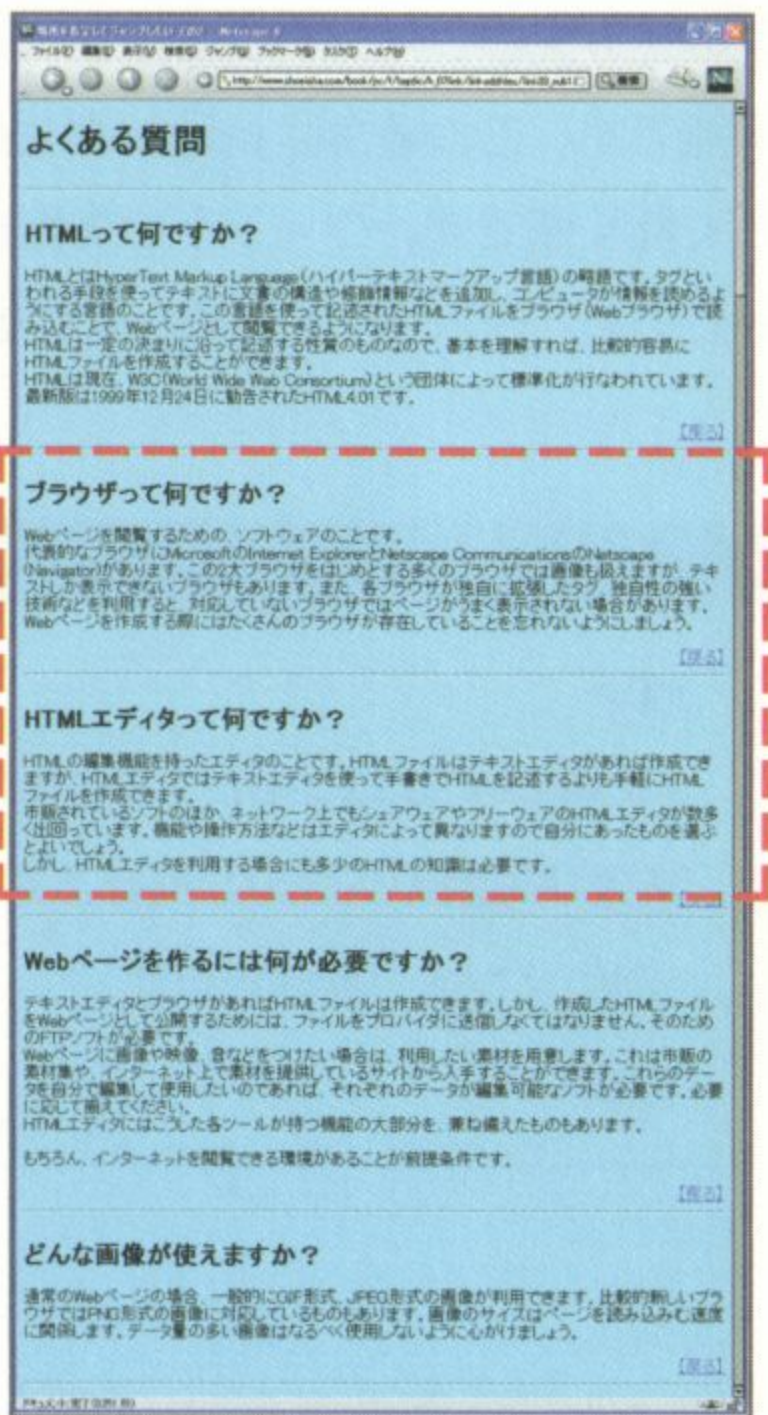 場所を指定してジャンプしたい その2 - Netscape 6
ファイル(F) 編集(E) 表示(V) 検索(S) ジャンプ(G) ブックマーク(B) タスク(T) ヘルプ(H)
検索
よくある質問
HTMLって何ですか？
HTMLとはHyperText Markup Language(ハイパーテキストマークアップ言語)の略語です。タグとい
われる手段を使ってテキストに文書の構造や修飾情報などを追加し、コンピュータが情報を読めるよ
うにする言語のことです。この言語を使って記述されたHTMLファイルをブラウザ(Webブラウザ)で読
み込むことで、Webページとして閲覧できるようになります。
HTMLは一定の決まりに沿って記述する性質のものなので、基本を理解すれば、比較的容易に
HTMLファイルを作成することができます。
HTMLは現在、W3C(World Wide Web Consortium)という団体によって標準化が行なわれています。
最新版は1999年12月24日に勧告されたHTML4.01です。
【戻る】
ブラウザって何ですか？
Webページを閲覧するための、ソフトウェアのことです。
代表的なブラウザにMicrosoftのInternet ExplorerとNetscape CommunicationsのNetscape
(Navigator)があります。この2大ブラウザをはじめとする多くのブラウザでは画像も扱えますが、テキ
ストしか表示できないブラウザもあります。また、各ブラウザが独自に拡張したタグ、独自性の強い
技術などを利用すると、対応していないブラウザではページがうまく表示されない場合があります。
Webページを作成する際にはたくさんのブラウザが存在していることを忘れないようにしましょう。
【戻る】
HTMLエディタって何ですか？
HTMLの編集機能を持ったエディタのことです。HTMLファイルはテキストエディタがあれば作成でき
ますが、HTMLエディタではテキストエディタを使って手書きでHTMLを記述するよりも手軽にHTML
ファイルを作成できます。
市販されているソフトのほか、ネットワーク上でもシェアウェアやフリーウェアのHTMLエディタが数多
く出回っています。機能や操作方法などはエディタによって異なりますので自分にあったものを選ぶ
とよいでしょう。
しかし、HTMLエディタを利用する場合にも多少のHTMLの知識は必要です。
Webページを作るには何が必要ですか？
テキストエディタとブラウザがあればHTMLファイルは作成できます。しかし、作成したHTMLファイル
をWebページとして公開するためには、ファイルをプロバイダに送信しなくてはなりません。そのため
のFTPソフトが必要です。
Webページに画像や映像、音などをつけたい場合は、利用したい素材を用意します。これは市販の
素材集や、インターネット上で素材を提供しているサイトから入手することができます。これらのデー
タを自分で編集して使用したいのであれば、それぞれのデータが編集可能なソフトが必要です。必要
に応じて揃えてください。
HTMLエディタにはこうした各ツールが持つ機能の大部分を、兼ね備えたものもあります。
もちろん、インターネットを閲覧できる環境があることが前提条件です。
【戻る】
どんな画像が使えますか？
通常のWebページの場合、一般的にGIF形式、JPEG形式の画像が利用できます。比較的新しいブラ
ウザではPNG形式の画像に対応しているものもあります。画像のサイズはページを読み込みむ速度
に関係します。データ量の多い画像はなるべく使用しないように心がけましょう。
【戻る】